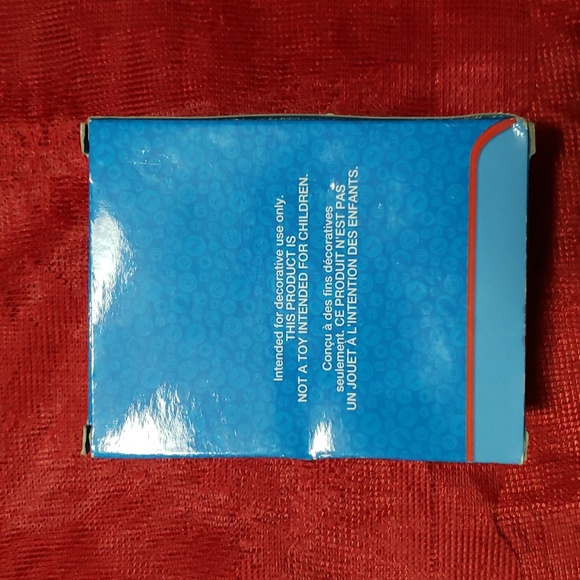 Intended for decorative use only.
THIS PRODUCT IS
NOT A TOY INTENDED FOR CHILDREN.
Conçu à des fins décoratives
seulement. CE PRODUIT N'EST PAS
UN JOUET À L'INTENTION DES ENFANTS.